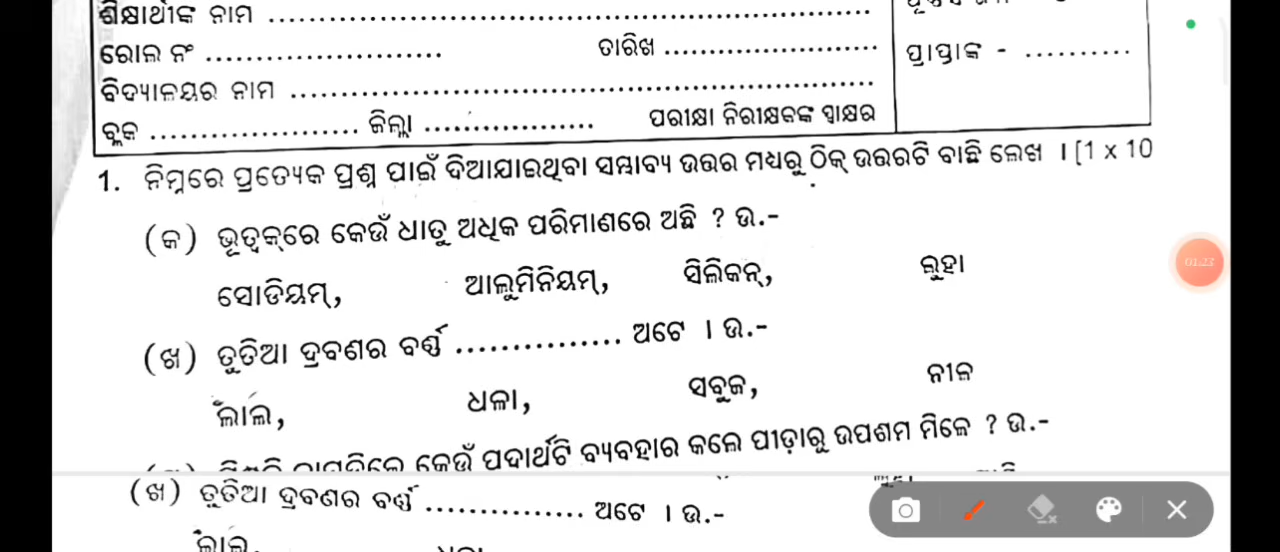 ଶିକ୍ଷାର୍ଥୀଙ୍କ ନାମ ........................................................
ରୋଲ ନଂ ........................ ତାରିଖ ........................
ପ୍ରାପ୍ତାଙ୍କ - ...........
ବିଦ୍ୟାଳୟର ନାମ ........................................................
ବ୍ଲକ ..................... ଜିଲ୍ଲା ................. ପରୀକ୍ଷା ନିରୀକ୍ଷକଙ୍କ ସ୍ୱାକ୍ଷର
1. ନିମ୍ନରେ ପ୍ରତ୍ୟେକ ପ୍ରଶ୍ନ ପାଇଁ ଦିଆଯାଇଥିବା ସମ୍ଭାବ୍ୟ ଉତ୍ତର ମଧ୍ୟରୁ ଠିକ୍ ଉତ୍ତରଟି ବାଛି ଲେଖ । [1 x 10
(କ) ଭୂତ୍ୱକ୍‌ରେ କେଉଁ ଧାତୁ ଅଧିକ ପରିମାଣରେ ଅଛି ? ଉ.-
ସୋଡିୟମ୍, ଆଲୁମିନିୟମ୍, ସିଲିକନ୍, ଲୁହା
(ଖ) ତୁତିଆ ଦ୍ରବଣର ବର୍ଣ୍ଣ ............... ଅଟେ । ଉ.-
ଲାଲ, ଧଳା, ସବୁଜ, ନୀଳ
କେଉଁ ପଦାର୍ଥଟି ବ୍ୟବହାର କଲେ ପୀଡ଼ାରୁ ଉପଶମ ମିଳେ ? ଉ.-
(ଖ) ତୁତିଆ ଦ୍ରବଣର ବର୍ଣ୍ଣ ............... ଅଟେ । ଉ.-
01:23